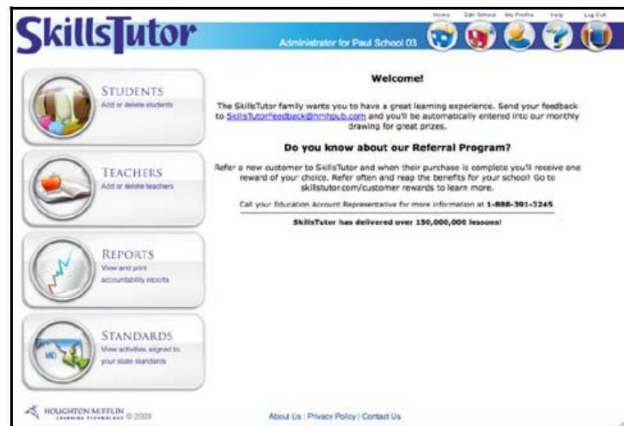 Home Edit School My Profile Help Log Out
SkillsTutor
Administrator for Paul School 03
STUDENTS
Add or delete students
TEACHERS
Add or delete teachers
REPORTS
View and print
accountability reports
STANDARDS
View activities aligned to
your state standards
MD
Welcome!
The SkillsTutor family wants you to have a great learning experience. Send your feedback
to SkillsTutorFeedback@hmhpub.com and you'll be automatically entered into our monthly
drawing for great prizes.
Do you know about our Referral Program?
Refer a new customer to SkillsTutor and when their purchase is complete you'll receive one
reward of your choice. Refer often and reap the benefits for your school! Go to
skillstutor.com/customer rewards to learn more.
Call your Education Account Representative for more information at 1-888-391-3245
SkillsTutor has delivered over 150,000,000 lessons!
HOUGHTON MIFFLIN
LEARNING TECHNOLOGY © 2009
About Us | Privacy Policy | Contact Us